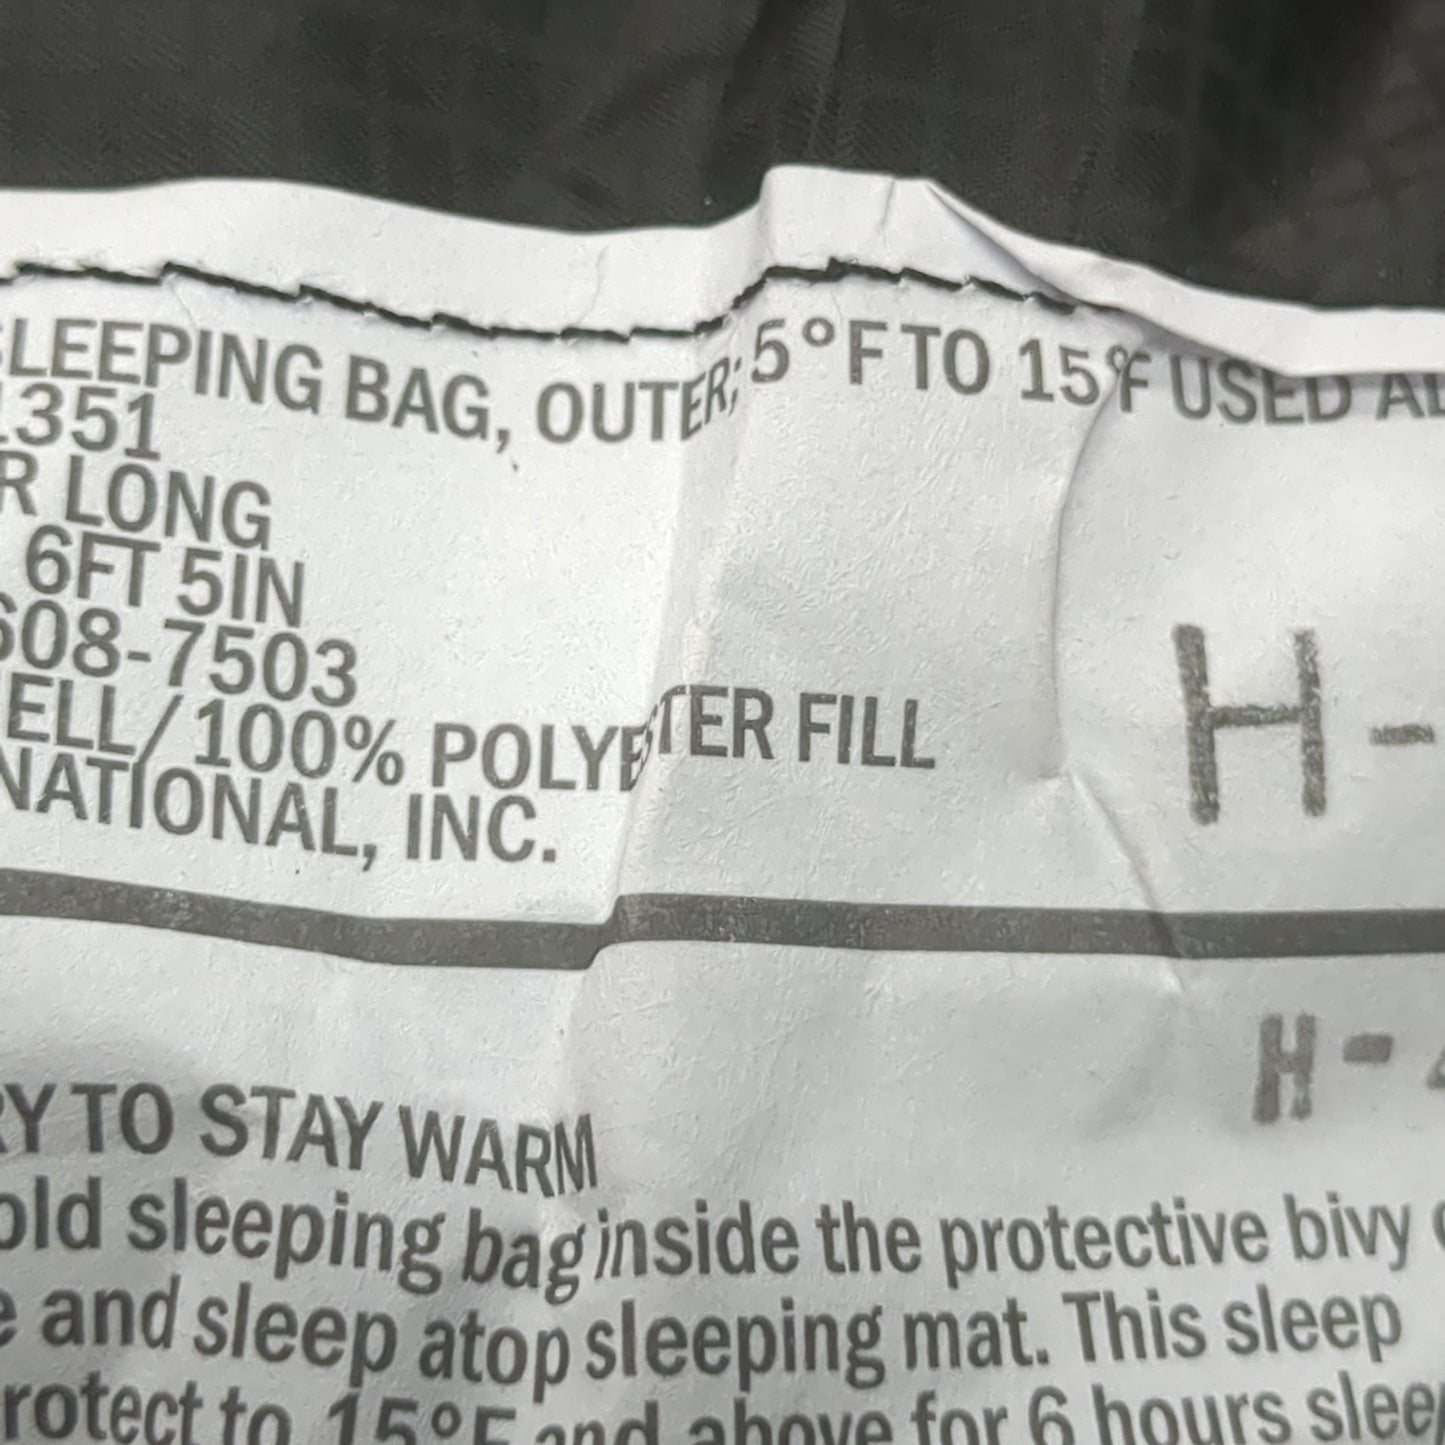 SLEEPING BAG, OUTER; 5°F TO 15°F USED
1351
R LONG
6FT 5IN
608-7503
ELL/100% POLYESTER FILL
H-
NATIONAL, INC.
H-
RY TO STAY WARM
old sleeping bag inside the protective bivy
e and sleep atop sleeping mat. This sleep
rotect to 15°F and above for 6 hours sleep